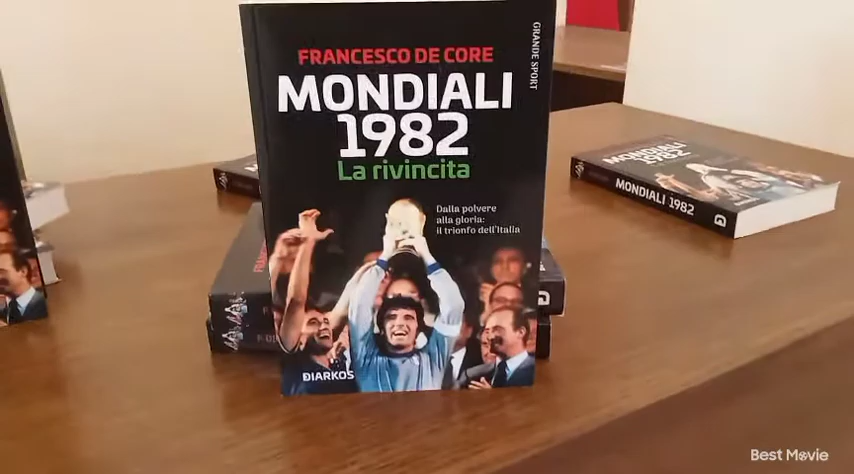 FRANCESCO DE CORE
GRANDE SPORT
MONDIALI
1982
La rivincita
Dalla polvere
alla gloria:
il trionfo dell'Italia
DIARKOS
MONDIALI
1982
MONDIALI 1982
Best Movie